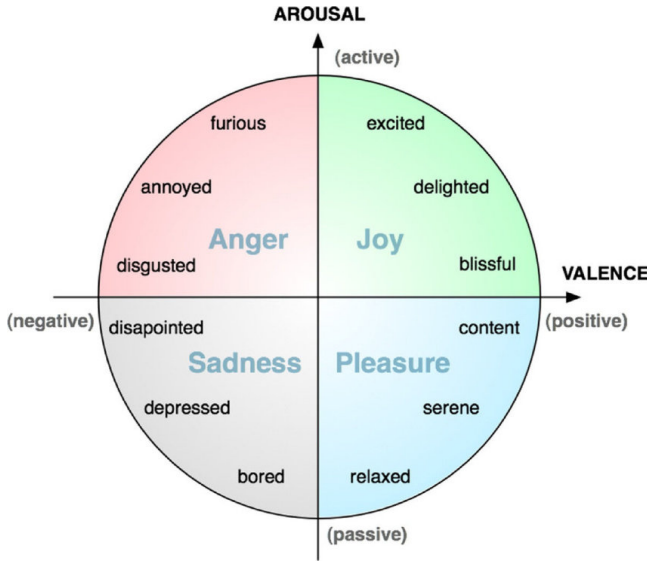 AROUSAL
(active)
furious
excited
annoyed
delighted
Anger
Joy
disgusted
blissful
VALENCE
(negative)
disapointed
content
(positive)
Sadness
Pleasure
depressed
serene
bored
relaxed
(passive)